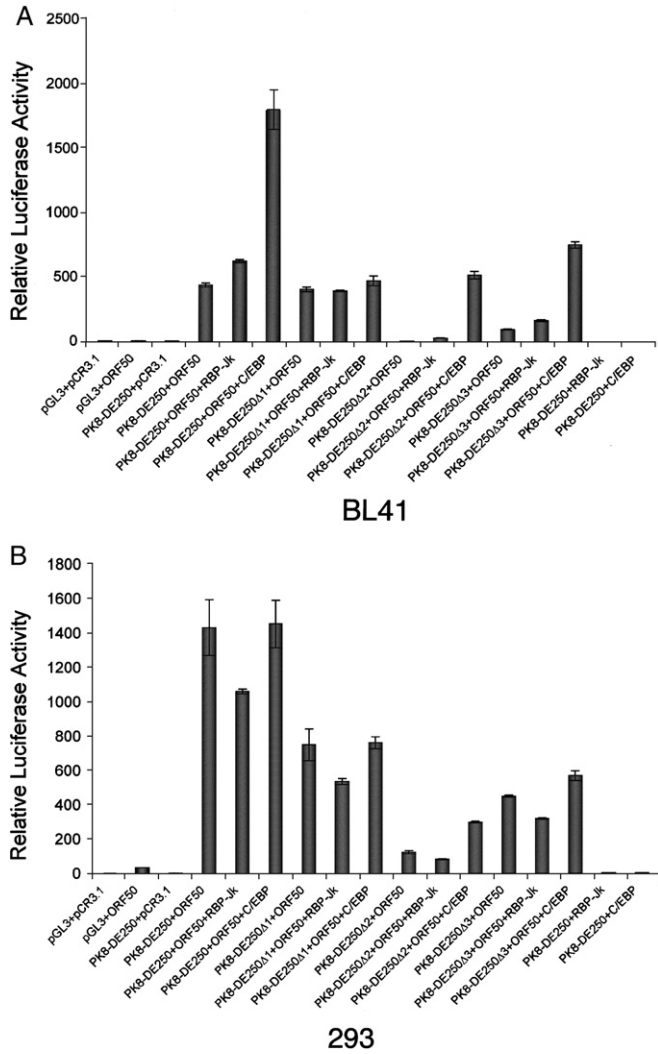 A
Relative Luciferase Activity
2500
2000
1500
1000
500
0
pGL3+pCR3.1
pGL3+ORF50
PK8-DE250+pCR3.1
PK8-DE250+ORF50
PK8-DE250+ORF50+RBP-Jk
PK8-DE250+ORF50+C/EBP
PK8-DE250Δ1+ORF50
PK8-DE250Δ1+ORF50+RBP-Jk
PK8-DE250Δ1+ORF50+C/EBP
PK8-DE250Δ2+ORF50
PK8-DE250Δ2+ORF50+RBP-Jk
PK8-DE250Δ2+ORF50+C/EBP
PK8-DE250Δ3+ORF50
PK8-DE250Δ3+ORF50+RBP-Jk
PK8-DE250Δ3+ORF50+C/EBP
PK8-DE250+RBP-Jk
PK8-DE250+C/EBP
BL41
B
Relative Luciferase Activity
1800
1600
1400
1200
1000
800
600
400
200
0
pGL3+pCR3.1
pGL3+ORF50
PK8-DE250+pCR3.1
PK8-DE250+ORF50
PK8-DE250+ORF50+RBP-Jk
PK8-DE250+ORF50+C/EBP
PK8-DE250Δ1+ORF50
PK8-DE250Δ1+ORF50+RBP-Jk
PK8-DE250Δ1+ORF50+C/EBP
PK8-DE250Δ2+ORF50
PK8-DE250Δ2+ORF50+RBP-Jk
PK8-DE250Δ2+ORF50+C/EBP
PK8-DE250Δ3+ORF50
PK8-DE250Δ3+ORF50+RBP-Jk
PK8-DE250Δ3+ORF50+C/EBP
PK8-DE250+RBP-Jk
PK8-DE250+C/EBP
293